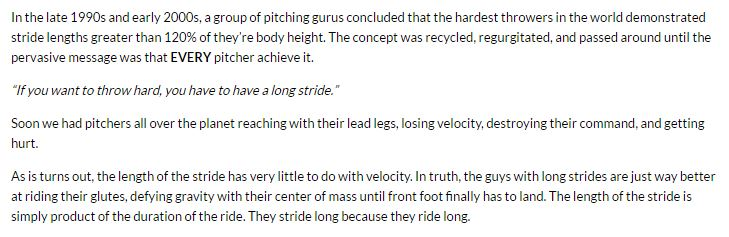 In the late 1990s and early 2000s, a group of pitching gurus concluded that the hardest throwers in the world demonstrated
stride lengths greater than 120% of they're body height. The concept was recycled, regurgitated, and passed around until the
pervasive message was that EVERY pitcher achieve it.
"If you want to throw hard, you have to have a long stride."
Soon we had pitchers all over the planet reaching with their lead legs, losing velocity, destroying their command, and getting
hurt.
As is turns out, the length of the stride has very little to do with velocity. In truth, the guys with long strides are just way better
at riding their glutes, defying gravity with their center of mass until front foot finally has to land. The length of the stride is
simply product of the duration of the ride. They stride long because they ride long.